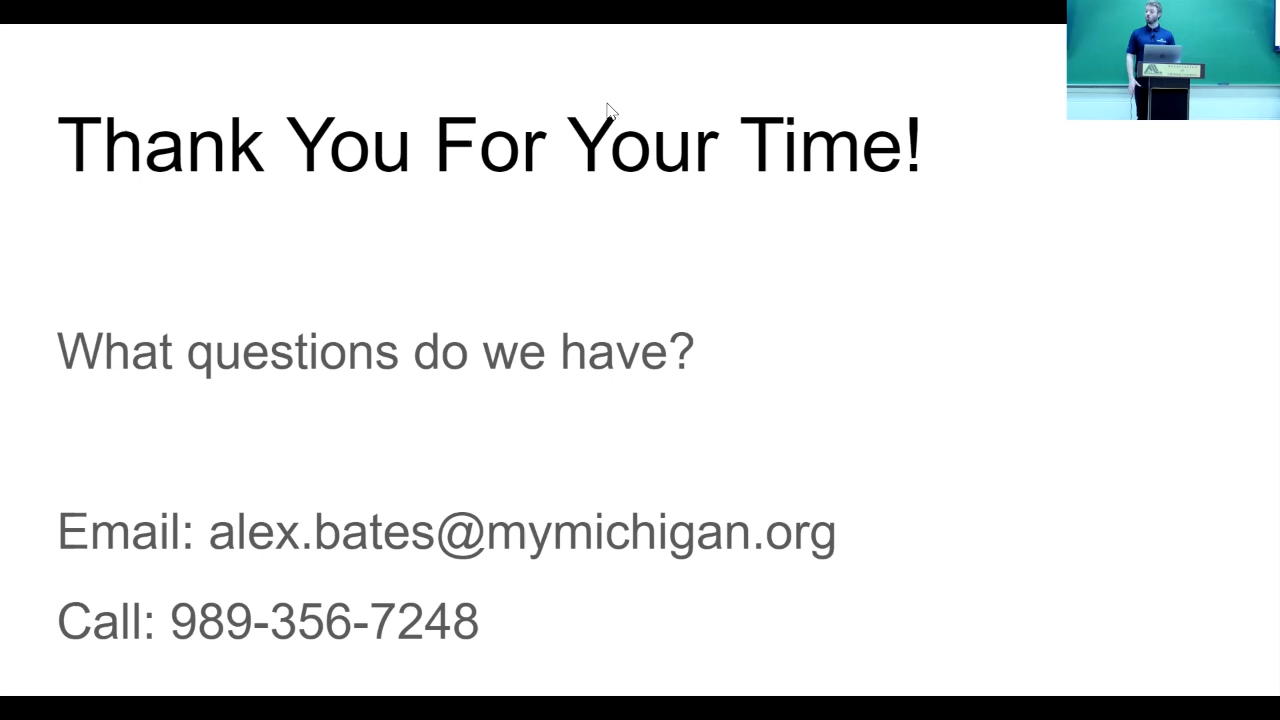 Thank You For Your Time!
What questions do we have?
Email: alex.bates@mymichigan.org
Call: 989-356-7248